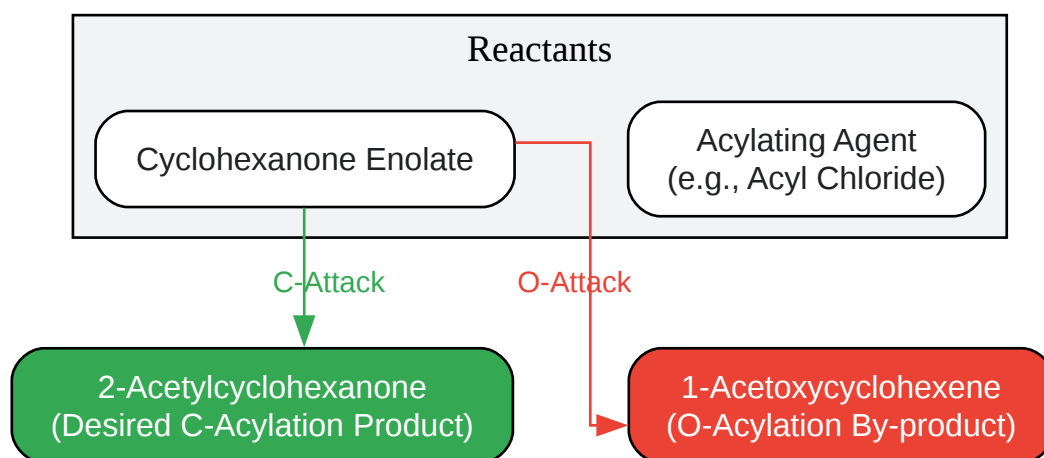 Reactants
Cyclohexanone Enolate
Acylating Agent
(e.g., Acyl Chloride)
C-Attack
O-Attack
2-Acetylcyclohexanone
(Desired C-Acylation Product)
1-Acetoxycyclohexene
(O-Acylation By-product)